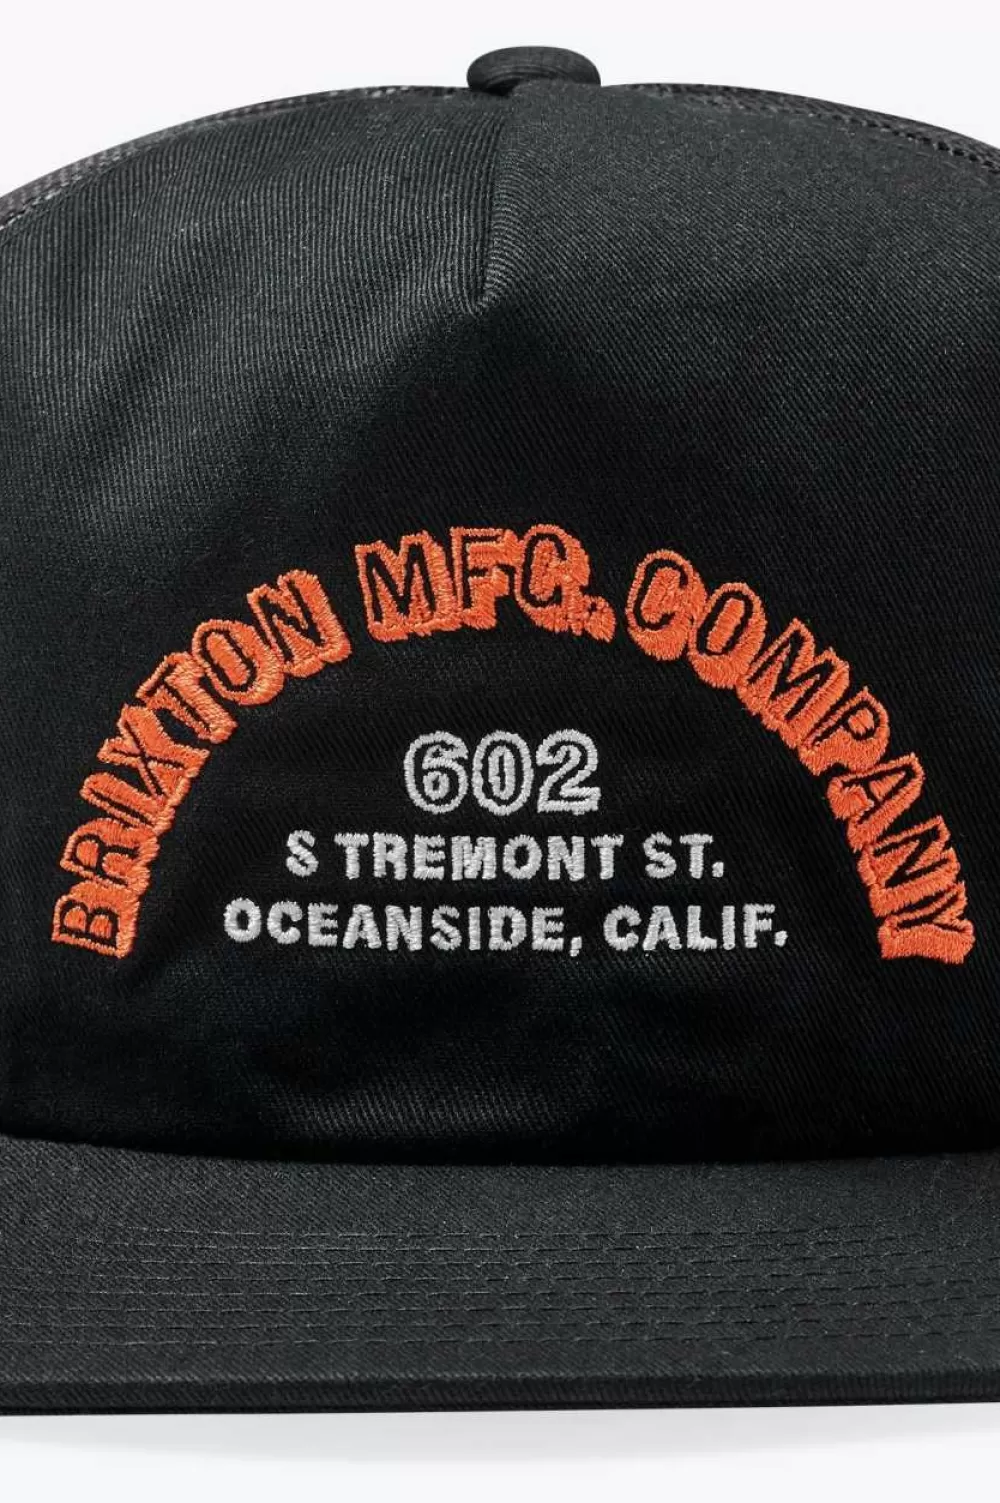 BRIXTON MFG. COMPANY
602
S TREMONT ST.
OCEANSIDE, CALIF.